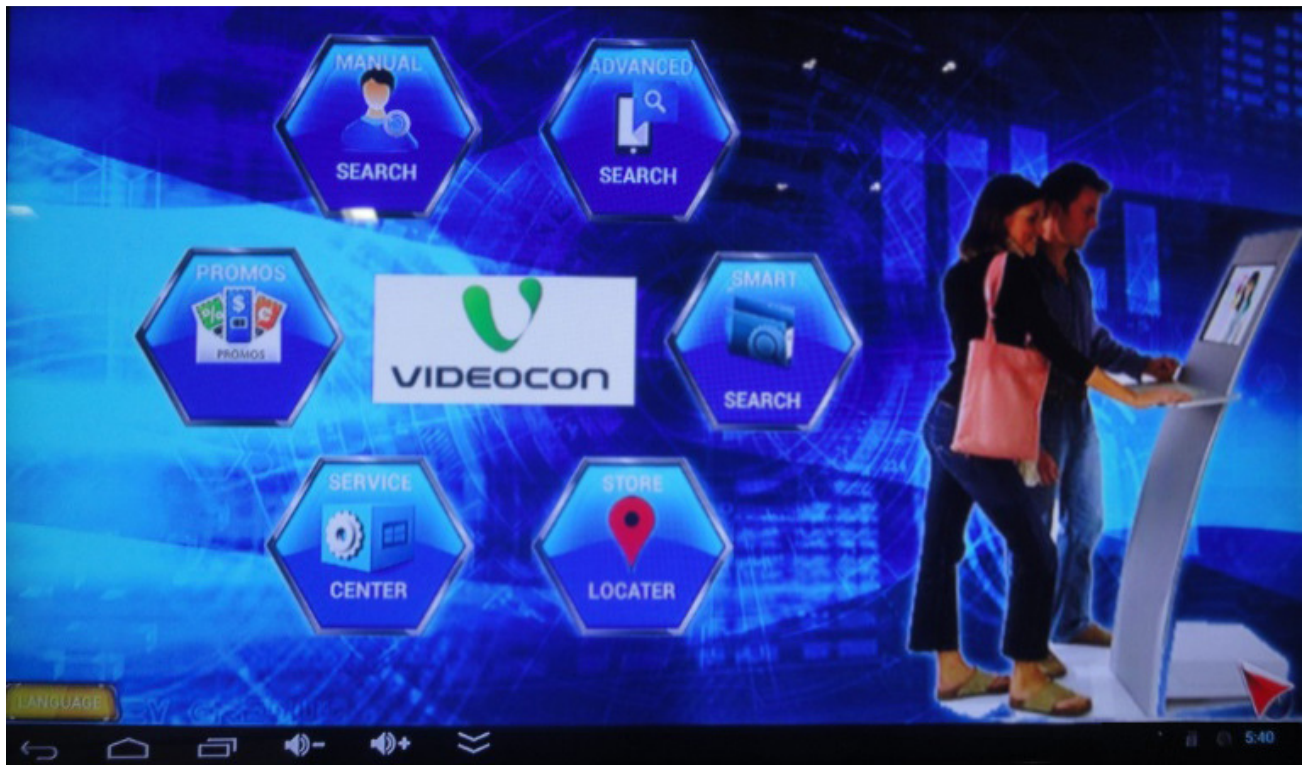 MANUAL
SEARCH
ADVANCED
SEARCH
PROMOS
PROMOS
VIDEOCON
SMART
SEARCH
SERVICE
CENTER
STORE
LOCATER
LANGUAGE
5:40